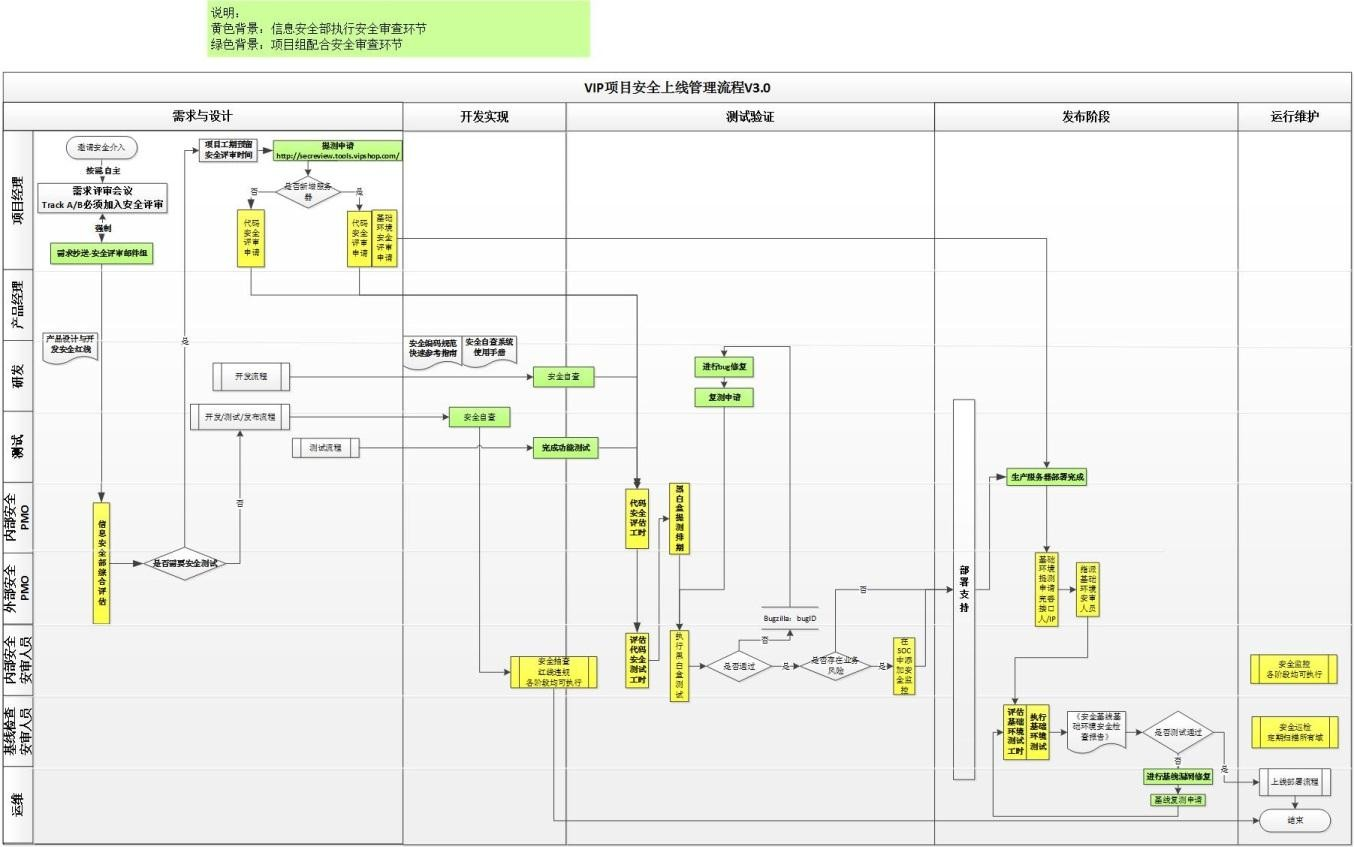 说明：
黄色背景：信息安全部执行安全审查环节
绿色背景：项目组配合安全审查环节
VIP项目安全上线管理流程V3.0
需求与设计
开发实现
测试验证
发布阶段
运行维护
项目经理
邀请安全介入
按需,自主
需求评审会议
Track A/B必须加入安全评审
强制
需求抄送-安全评审邮件组
项目工期预留
安全评审时间
提测申请
http://secreview.tools.vipshop.com/
是否新增服务
器
否
是
代码
安全
评审
申请
代码
安全
评审
申请
基础
环境
安全
评审
申请
产品经理
产品设计与开
发安全红线
是
研发
安全编码规范
快速参考指南
安全自查系统
使用手册
开发流程
安全自查
进行bug修复
复测申请
测试
开发/测试/发布流程
安全自查
测试流程
完成功能测试
生产服务器部署完成
内部安全
PMO
信息安全部综合评估
否
代码
安全
评估
工时
黑白盒提测排期
外部安全
PMO
是否需要安全测试
部署支持
基础
环境
提测
申请
完善
接口
人/IP
指派
基础
环境
安审
人员
否
Bugzilla：bugID
内部安全
安审人员
安全抽查
红线违规
各阶段均可执行
评估
代码
安全
测试
工时
执行黑白盒测试
是否通过
否
是
是否存在业务
风险
是
在
SOC
中添
加安
全监
控
安全监控
各阶段均可执行
基线检查
安审人员
评估
基础
环境
测试
工时
执行
基础
环境
测试
《安全基线基
础环境安全检
查报告》
是否测试通过
否
是
安全巡检
定期扫描所有域
运维
进行基线漏洞修复
基线复测申请
上线部署流程
结束